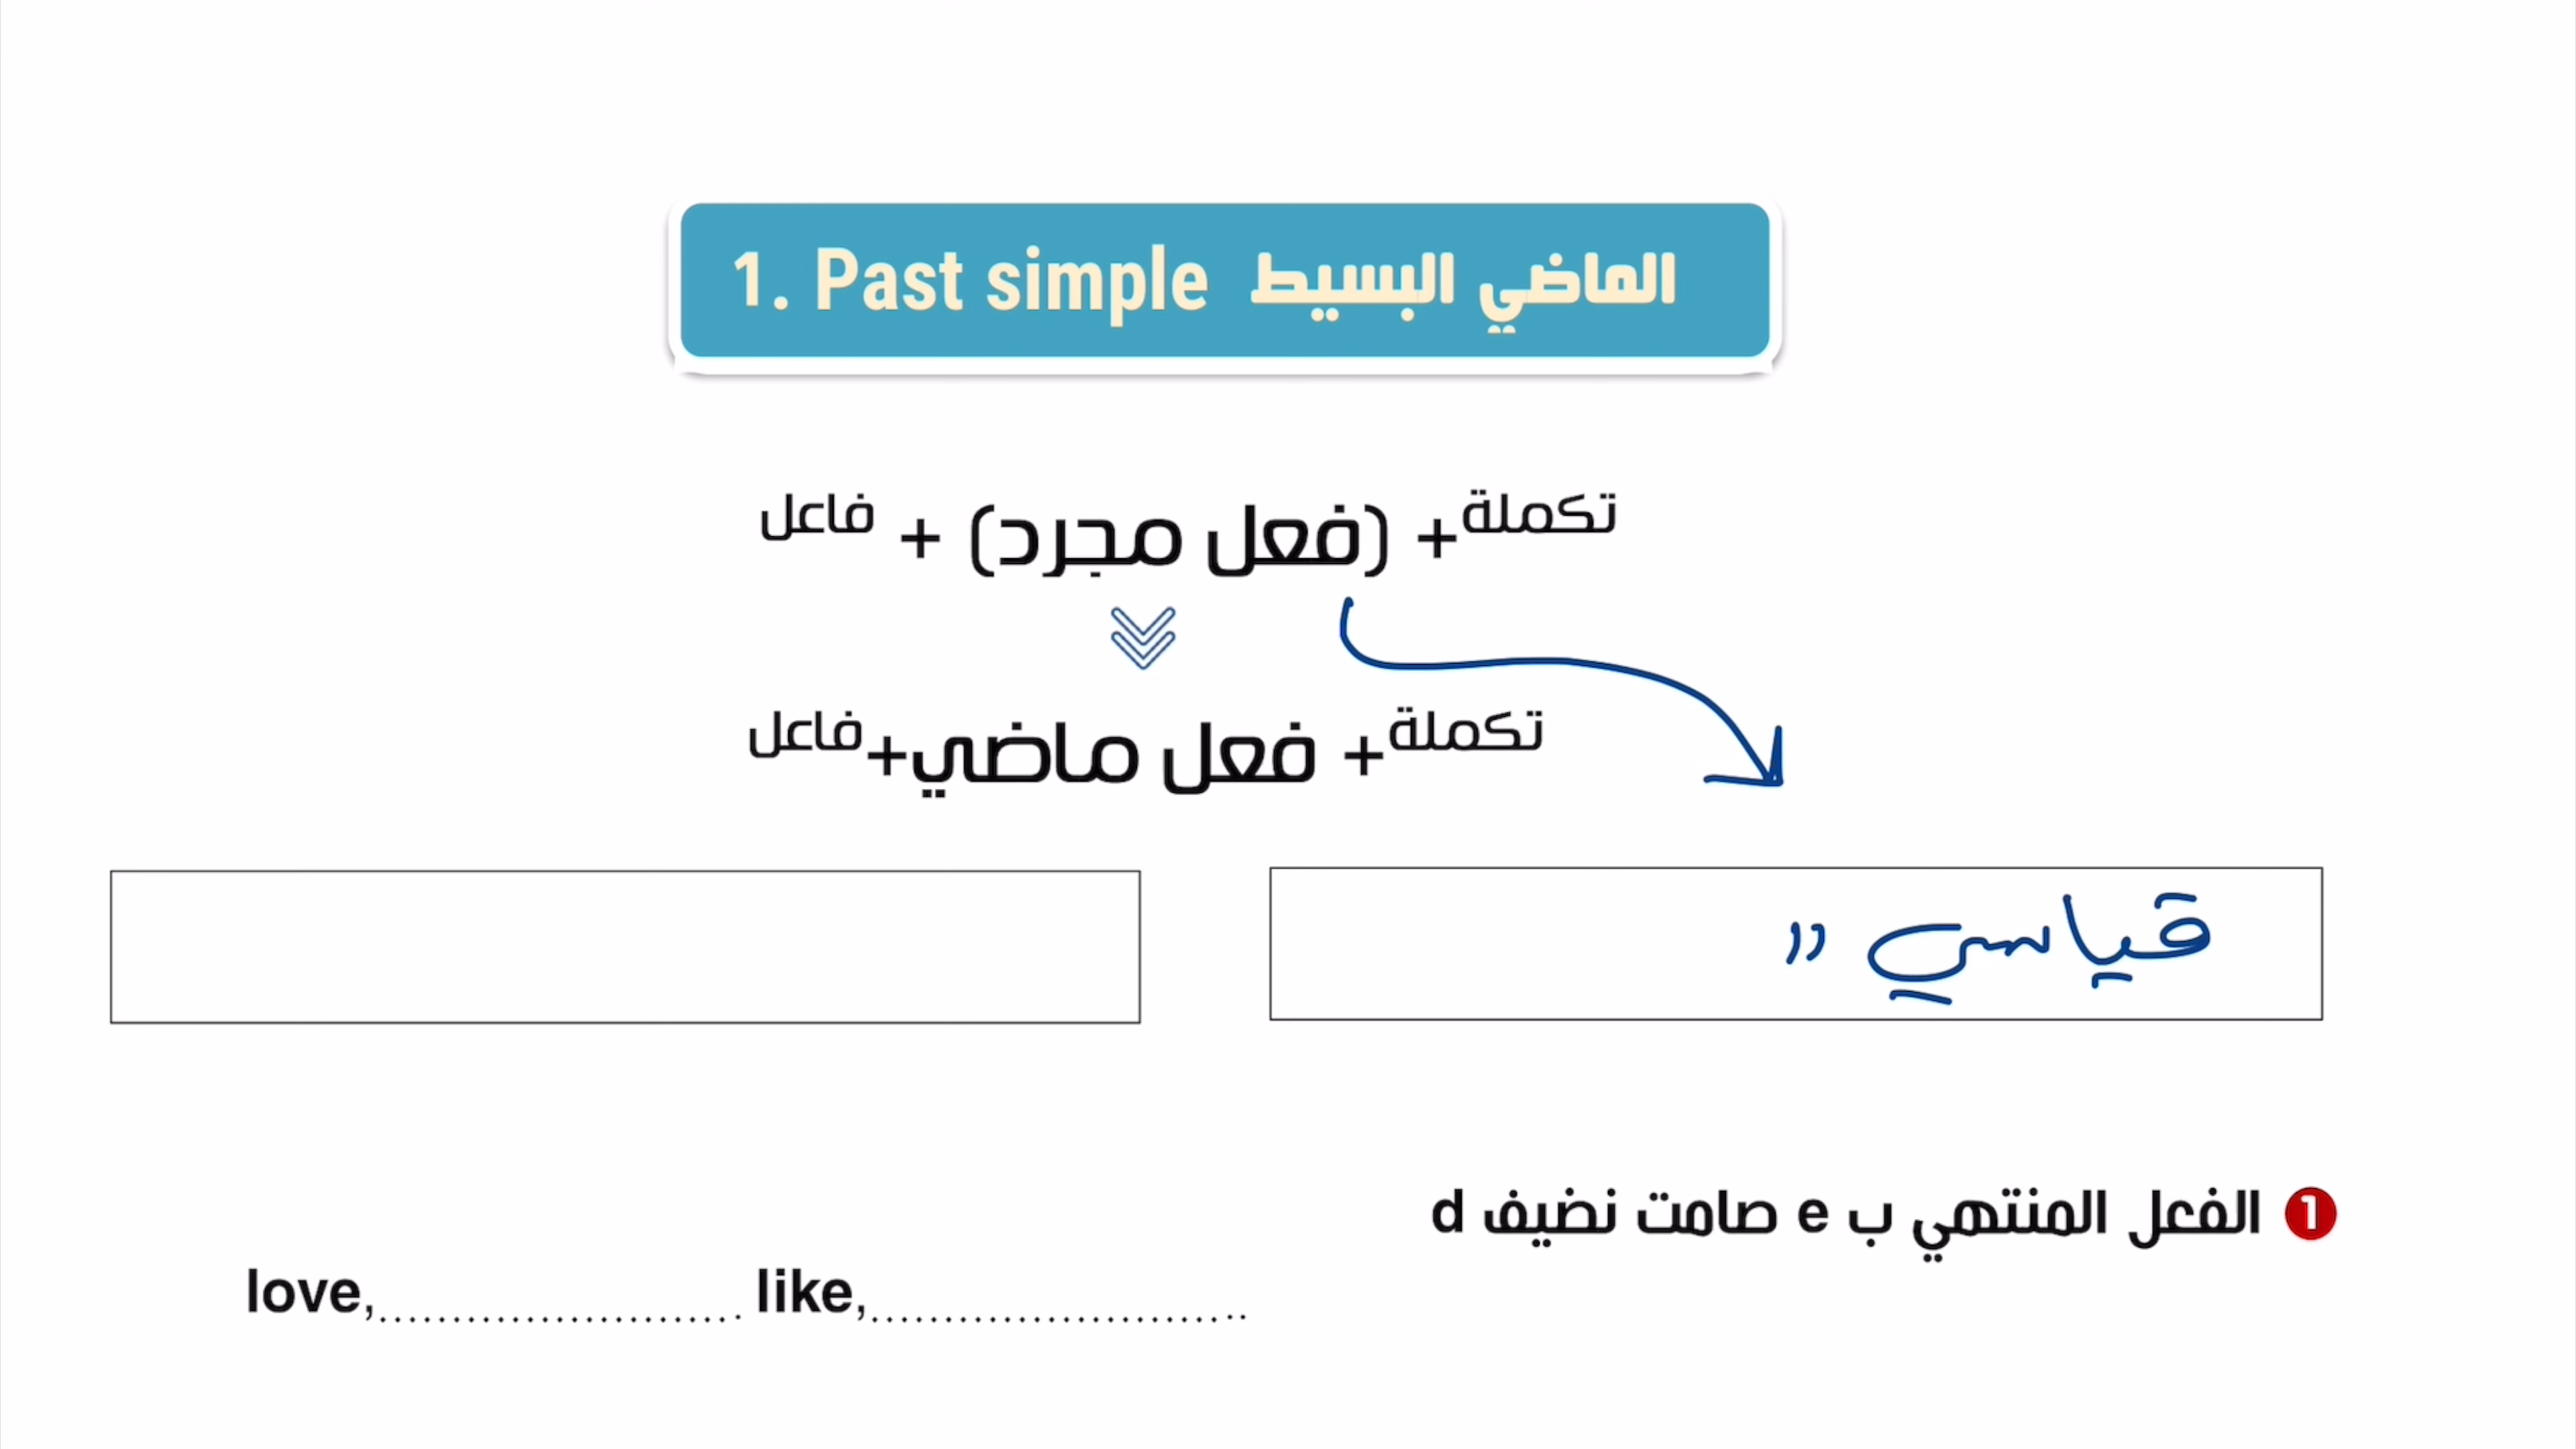 1. Past simple الماضي البسيط
فاعل + (فعل مجرد) + تكملة
فاعل + فعل ماضي + تكملة
قياسي "
1 الفعل المنتهي ب e صامت نضيف d
love,......................... like,..........................